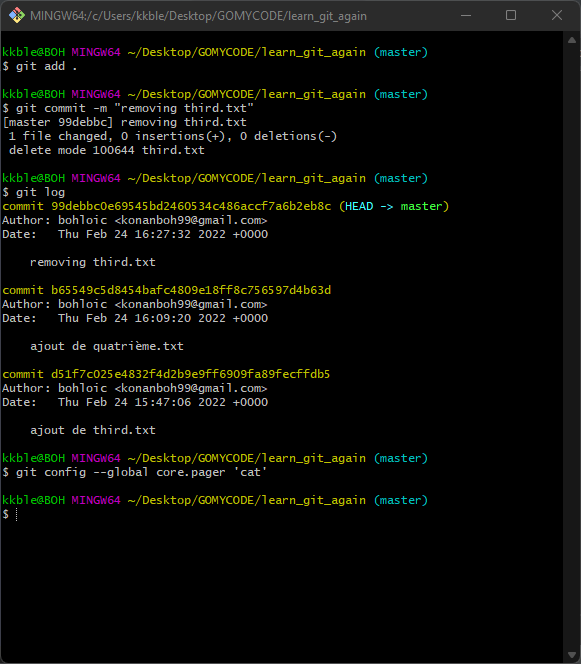 MINGW64:/c/Users/kkble/Desktop/GOMYCODE/learn_git_again
kkble@BOH MINGW64 ~/Desktop/GOMYCODE/learn_git_again (master)
$ git add .
kkble@BOH MINGW64 ~/Desktop/GOMYCODE/learn_git_again (master)
$ git commit -m "removing third.txt"
[master 99debbc] removing third.txt
 1 file changed, 0 insertions(+), 0 deletions(-)
 delete mode 100644 third.txt
kkble@BOH MINGW64 ~/Desktop/GOMYCODE/learn_git_again (master)
$ git log
commit 99debbc0e69545bd2460534c486accf7a6b2eb8c (HEAD -> master)
Author: bohloic <konanboh99@gmail.com>
Date:   Thu Feb 24 16:27:32 2022 +0000
    removing third.txt
commit b65549c5d8454bafc4809e18ff8c756597d4b63d
Author: bohloic <konanboh99@gmail.com>
Date:   Thu Feb 24 16:09:20 2022 +0000
    ajout de quatrième.txt
commit d51f7c025e4832f4d2b9e9ff6909fa89fecffdb5
Author: bohloic <konanboh99@gmail.com>
Date:   Thu Feb 24 15:47:06 2022 +0000
    ajout de third.txt
kkble@BOH MINGW64 ~/Desktop/GOMYCODE/learn_git_again (master)
$ git config --global core.pager 'cat'
kkble@BOH MINGW64 ~/Desktop/GOMYCODE/learn_git_again (master)
$